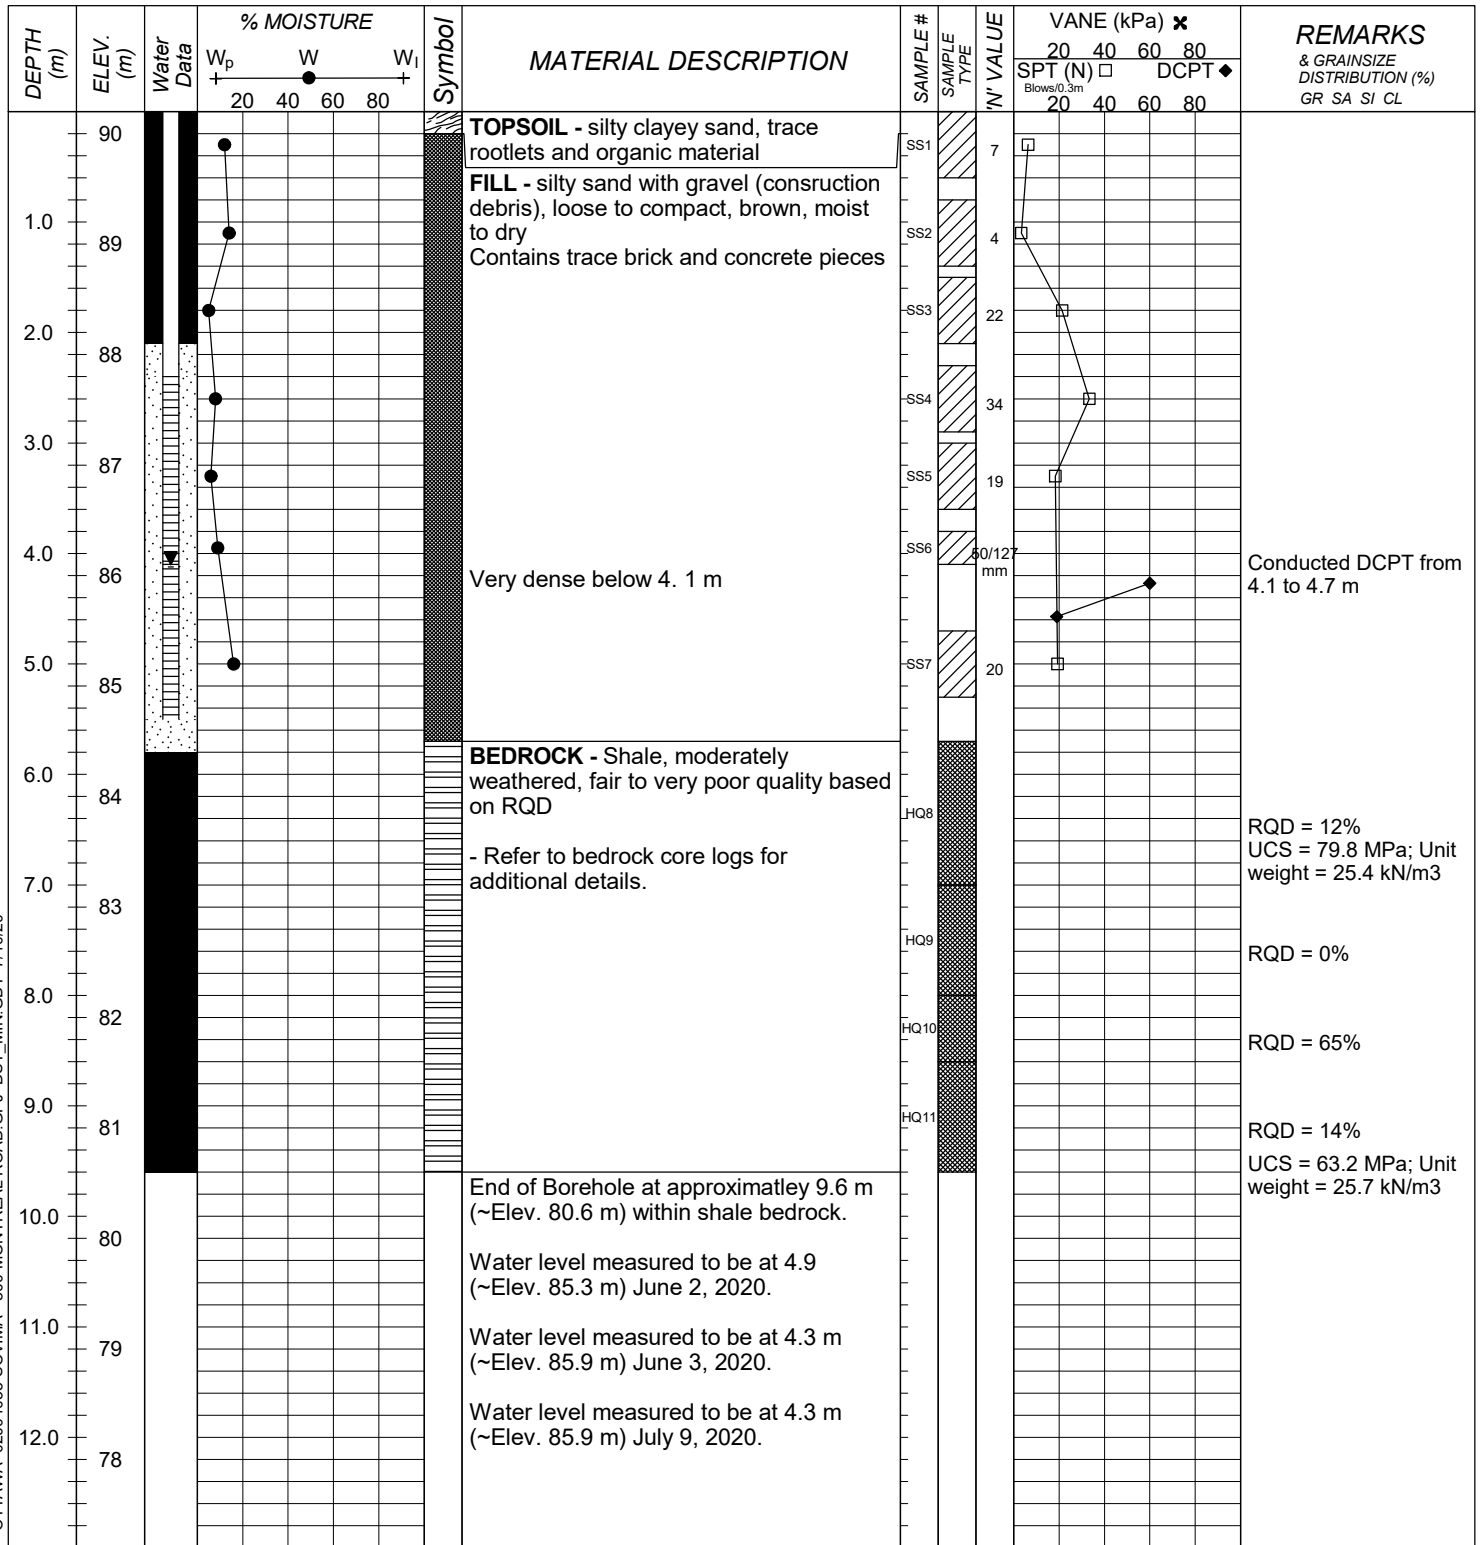 DEPTH (m)
ELEV. (m)
Water Data
% MOISTURE
Wp W Wl
20 40 60 80
Symbol
MATERIAL DESCRIPTION
SAMPLE #
SAMPLE TYPE
'N' VALUE
VANE (kPa) ✖
20 40 60 80
SPT (N) □ DCPT ◆
Blows/0.3m
20 40 60 80
REMARKS
& GRAINSIZE
DISTRIBUTION (%)
GR SA SI CL
90
TOPSOIL - silty clayey sand, trace
rootlets and organic material
SS1
7
FILL - silty sand with gravel (consruction
debris), loose to compact, brown, moist
to dry
Contains trace brick and concrete pieces
1.0
89
SS2
4
SS3
22
2.0
88
SS4
34
3.0
87
SS5
19
4.0
SS6
50/127
mm
86
Very dense below 4. 1 m
Conducted DCPT from
4.1 to 4.7 m
5.0
SS7
20
85
BEDROCK - Shale, moderately
weathered, fair to very poor quality based
on RQD
- Refer to bedrock core logs for
additional details.
6.0
84
HQ8
RQD = 12%
UCS = 79.8 MPa; Unit
weight = 25.4 kN/m3
7.0
83
HQ9
RQD = 0%
8.0
82
HQ10
RQD = 65%
9.0
81
HQ11
RQD = 14%
UCS = 63.2 MPa; Unit
weight = 25.7 kN/m3
End of Borehole at approximatley 9.6 m
(~Elev. 80.6 m) within shale bedrock.
10.0
80
Water level measured to be at 4.9
(~Elev. 85.3 m) June 2, 2020.
11.0
79
Water level measured to be at 4.3 m
(~Elev. 85.9 m) June 3, 2020.
12.0
78
Water level measured to be at 4.3 m
(~Elev. 85.9 m) July 9, 2020.